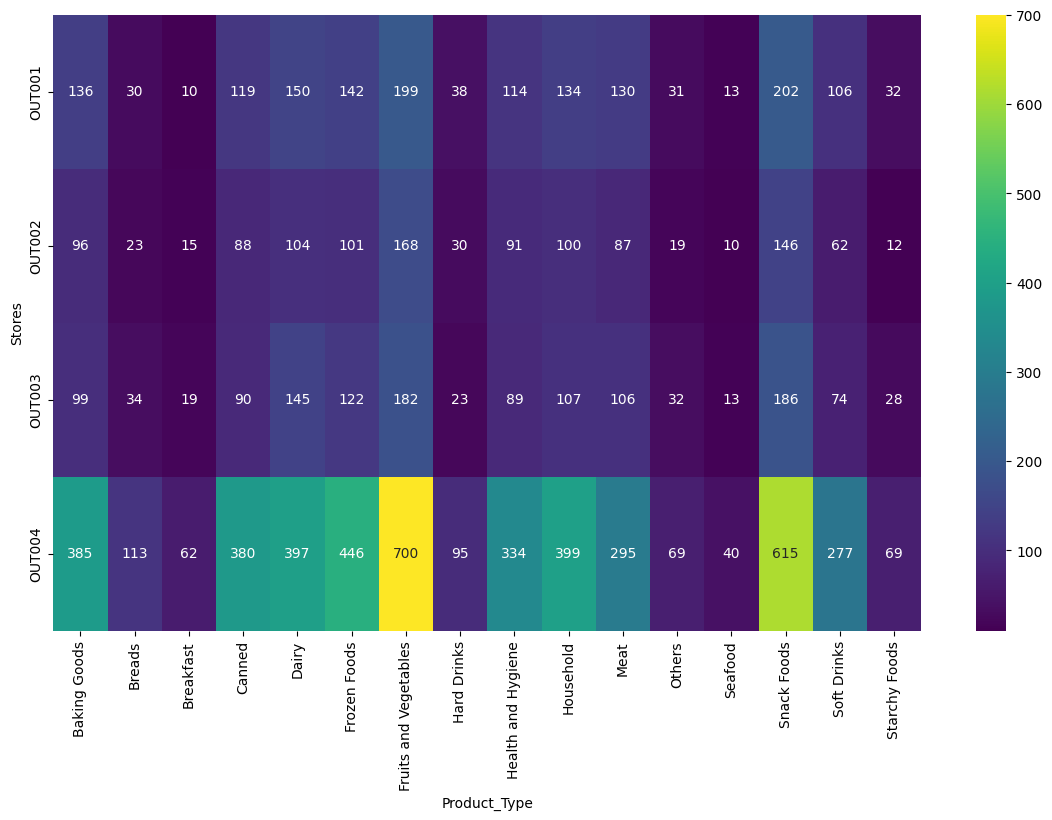 OUT001 136 30 10 119 150 142 199 38 114 134 130 31 13 202 106 32
OUT002 96 23 15 88 104 101 168 30 91 100 87 19 10 146 62 12
OUT003 99 34 19 90 145 122 182 23 89 107 106 32 13 186 74 28
OUT004 385 113 62 380 397 446 700 95 334 399 295 69 40 615 277 69
Stores
Baking Goods
Breads
Breakfast
Canned
Dairy
Frozen Foods
Fruits and Vegetables
Hard Drinks
Health and Hygiene
Household
Meat
Others
Seafood
Snack Foods
Soft Drinks
Starchy Foods
Product_Type
700
600
500
400
300
200
100